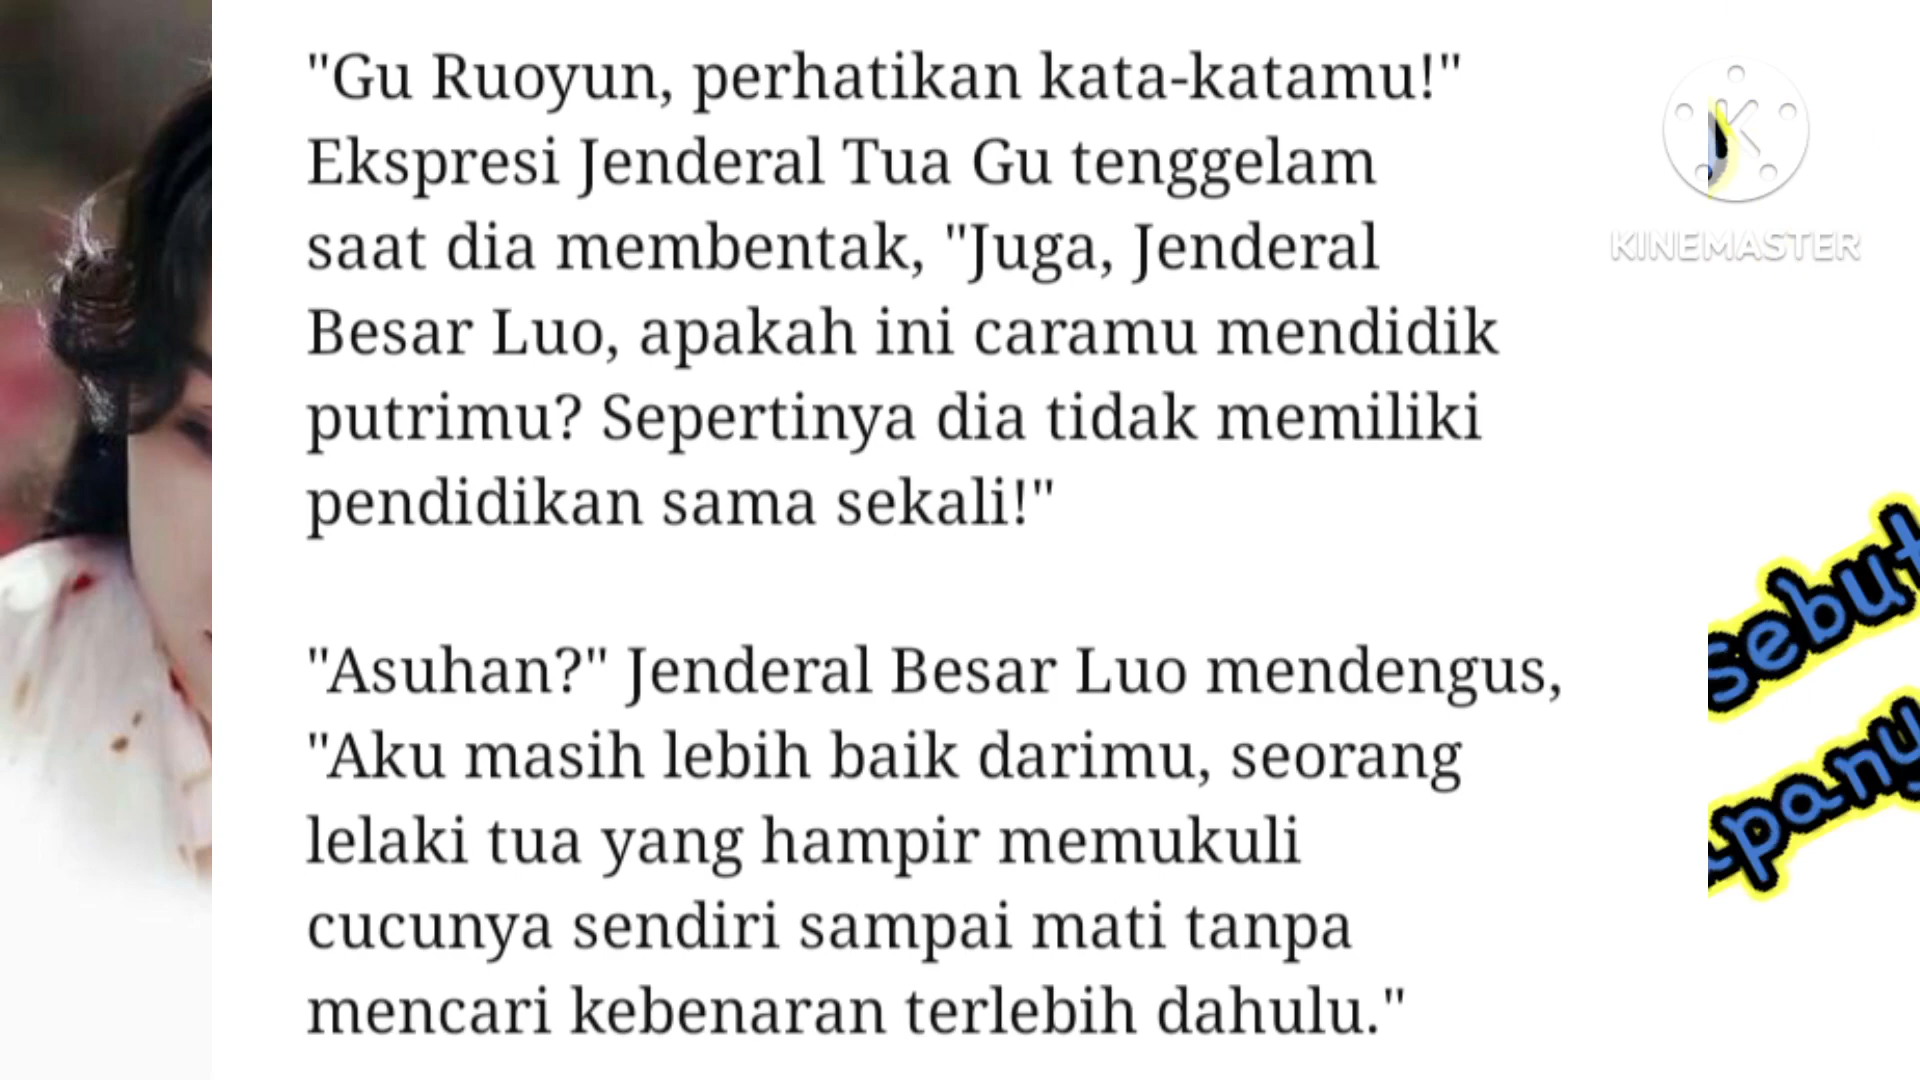 "Gu Ruoyun, perhatikan kata-katamu!"
Ekspresi Jenderal Tua Gu tenggelam
saat dia membentak, "Juga, Jenderal
Besar Luo, apakah ini caramu mendidik
putrimu? Sepertinya dia tidak memiliki
pendidikan sama sekali!"
"Asuhan?" Jenderal Besar Luo mendengus,
"Aku masih lebih baik darimu, seorang
lelaki tua yang hampir memukuli
cucunya sendiri sampai mati tanpa
mencari kebenaran terlebih dahulu."
K
KINEMASTER
sebut